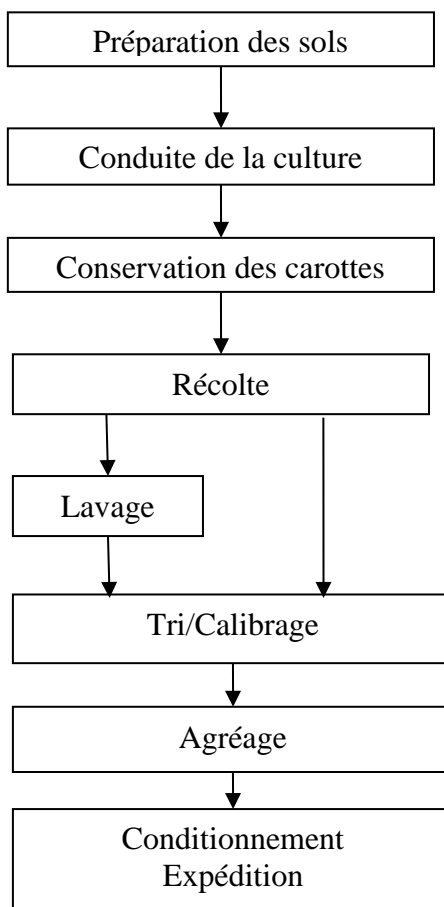 Préparation des sols
Conduite de la culture
Conservation des carottes
Récolte
Lavage
Tri/Calibrage
Agréage
Conditionnement
Expédition